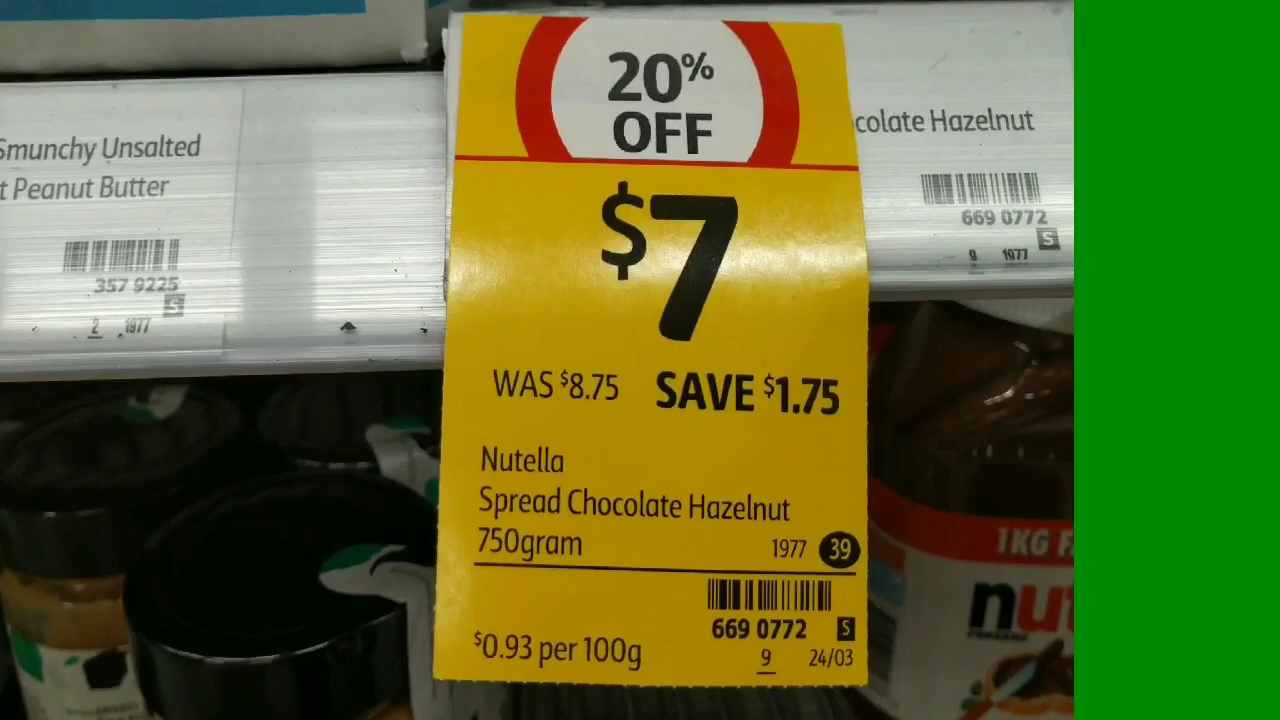 Smunchy Unsalted
t Peanut Butter
357 9225
S
2 1977
20% OFF
$7
WAS $8.75 SAVE $1.75
Nutella
Spread Chocolate Hazelnut
750gram 1977 39
669 0772 S
$0.93 per 100g 9 24/03
colate Hazelnut
669 0772
S
9 1977
1KG F
nut